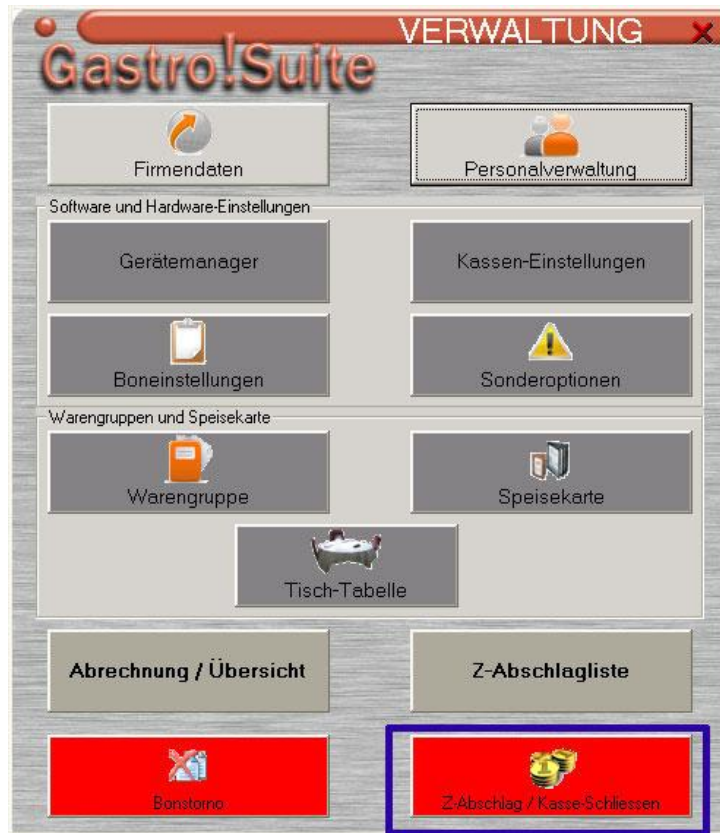 VERWALTUNG
Gastro!Suite
Firmendaten
Personalverwaltung
Software und Hardware-Einstellungen
Gerätemanager
Kassen-Einstellungen
Boneinstellungen
Sonderoptionen
Warengruppen und Speisekarte
Warengruppe
Speisekarte
Tisch-Tabelle
Abrechnung / Übersicht
Z-Abschlagliste
Bonstorno
Z-Abschlag / Kasse-Schliessen